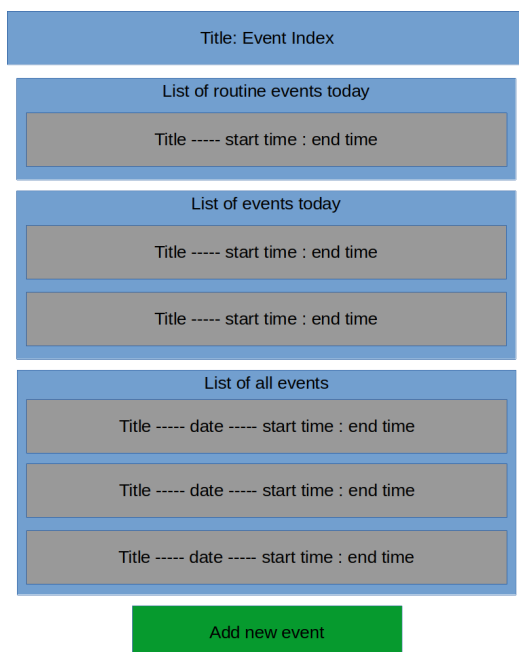 Title: Event Index
List of routine events today
Title ----- start time : end time
List of events today
Title ----- start time : end time
Title ----- start time : end time
List of all events
Title ----- date ----- start time : end time
Title ----- date ----- start time : end time
Title ----- date ----- start time : end time
Add new event